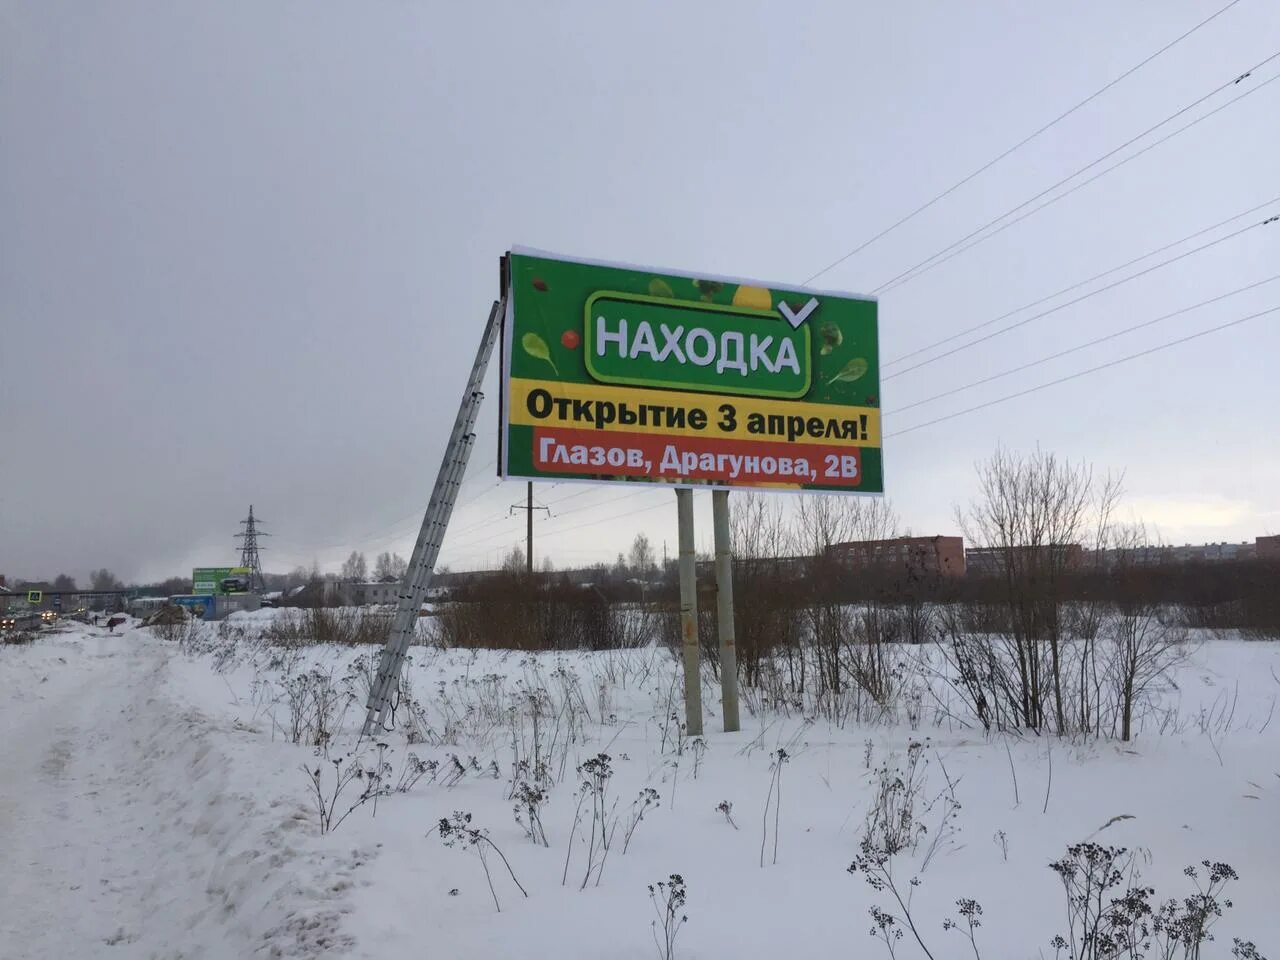 НАХОДКА
Открытие 3 апреля!
Глазов, Драгунова, 2В